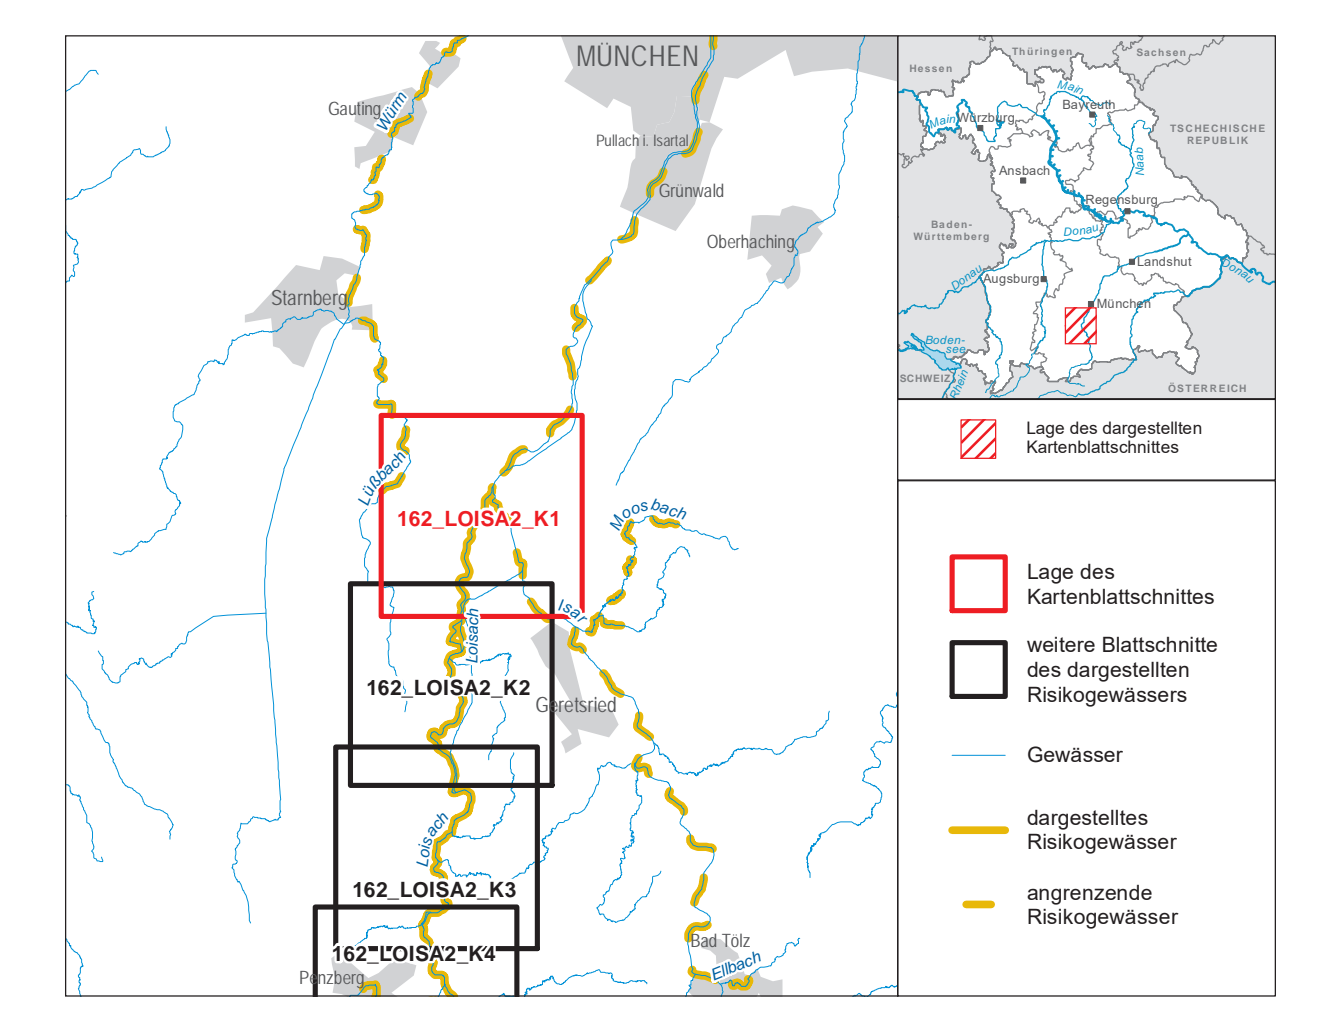 MÜNCHEN
Gauting
Würm
Pullach i. Isartal
Grünwald
Oberhaching
Starnberg
Lüßbach
162_LOISA2_K1
Moosbach
Isar
Loisach
162_LOISA2_K2
Geretsried
Loisach
162_LOISA2_K3
162_LOISA2_K4
Bad Tölz
Ellbach
Penzberg
Thüringen
Sachsen
Hessen
Main
Bayreuth
Main
Würzburg
TSCHECHISCHE
REPUBLIK
Naab
Ansbach
Regensburg
Baden-
Württemberg
Donau
Landshut
Donau
Augsburg
Donau
München
Boden-
see
SCHWEIZ
Rhein
ÖSTERREICH
Lage des dargestellten
Kartenblattschnittes
Lage des
Kartenblattschnittes
weitere Blattschnitte
des dargestellten
Risikogewässers
Gewässer
dargestelltes
Risikogewässer
angrenzende
Risikogewässer